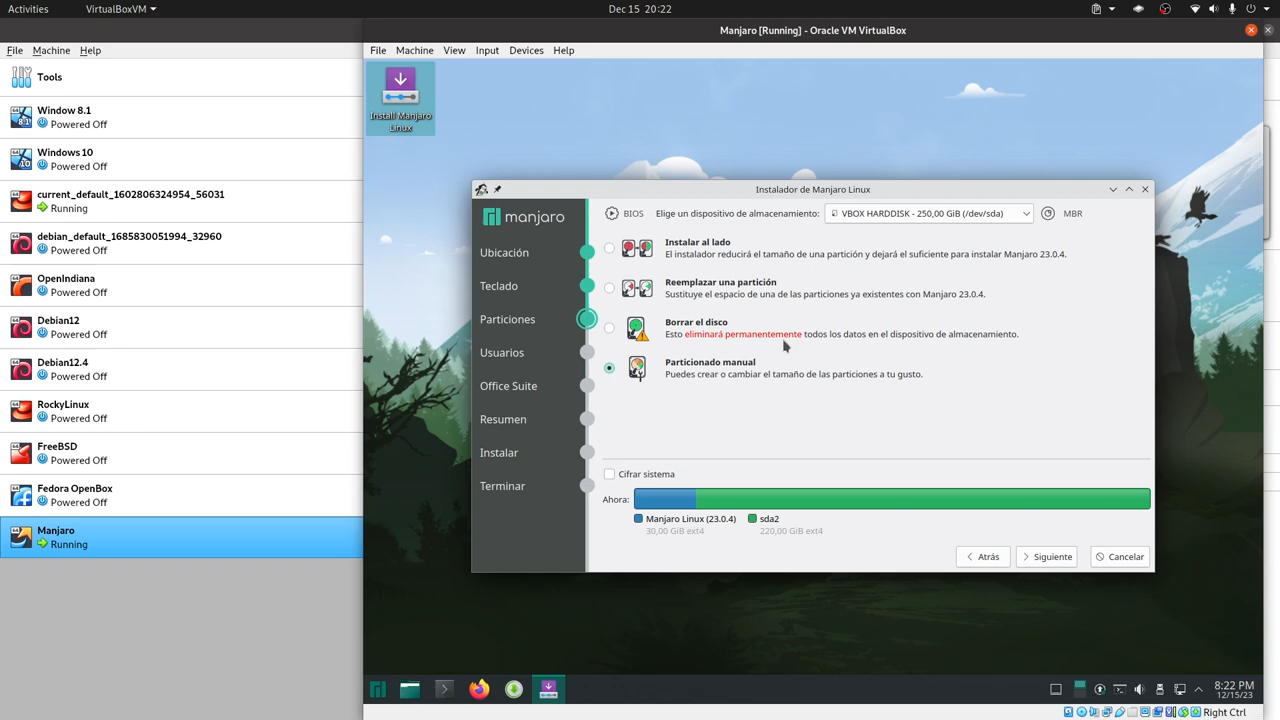 Activities
VirtualBoxVM
Dec 15 20:22
File Machine Help
Tools
Window 8.1
Powered Off
Windows 10
Powered Off
current_default_1602806324954_56031
Running
debian_default_1685830051994_32960
Powered Off
OpenIndiana
Powered Off
Debian12
Powered Off
Debian12.4
Powered Off
RockyLinux
Powered Off
FreeBSD
Powered Off
Fedora OpenBox
Powered Off
Manjaro
Running
Manjaro [Running] - Oracle VM VirtualBox
File Machine View Input Devices Help
Install Manjaro
Linux
Instalador de Manjaro Linux
manjaro
Ubicación
Teclado
Particiones
Usuarios
Office Suite
Resumen
Instalar
Terminar
BIOS Elige un dispositivo de almacenamiento: VBOX HARDDISK - 250,00 GiB (/dev/sda) MBR
Instalar al lado
El instalador reducirá el tamaño de una partición y dejará el suficiente para instalar Manjaro 23.0.4.
Reemplazar una partición
Sustituye el espacio de una de las particiones ya existentes con Manjaro 23.0.4.
Borrar el disco
Esto eliminará permanentemente todos los datos en el dispositivo de almacenamiento.
Particionado manual
Puedes crear o cambiar el tamaño de las particiones a tu gusto.
Cifrar sistema
Ahora:
Manjaro Linux (23.0.4) sda2
30,00 GiB ext4 220,00 GiB ext4
Atrás Siguiente Cancelar
8:22 PM
12/15/23
Right Ctrl